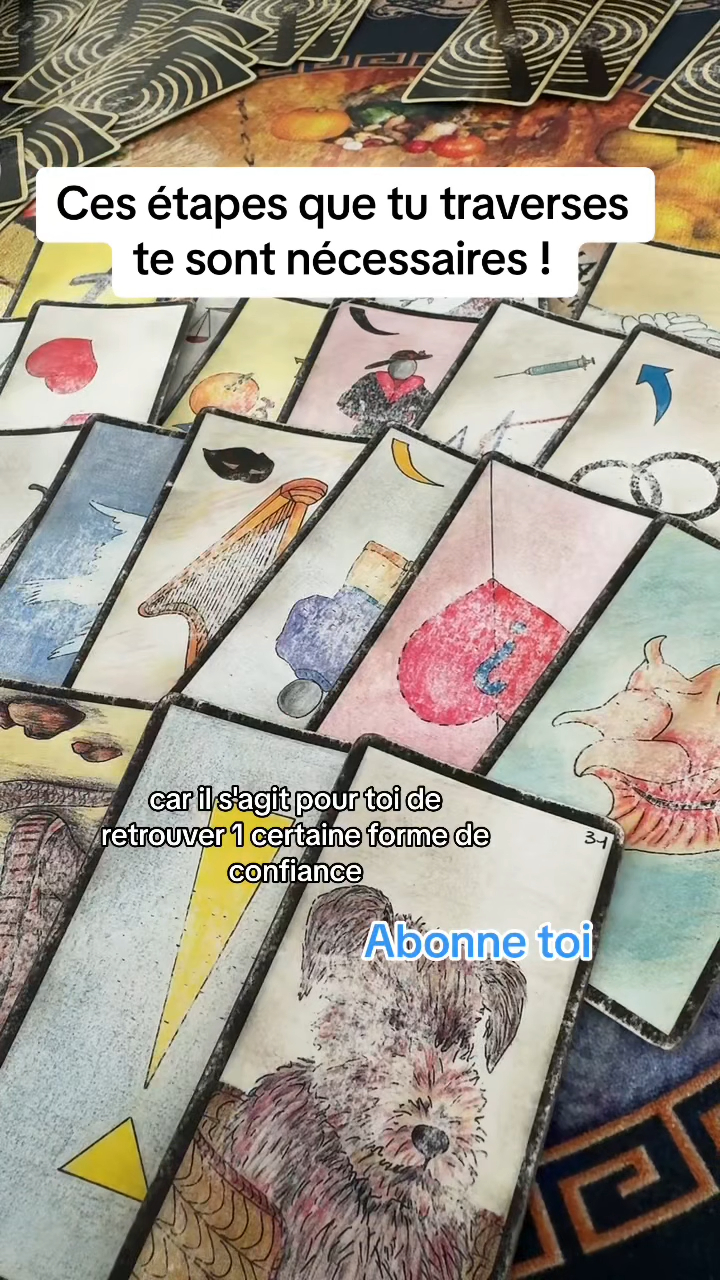 Ces étapes que tu traverses
te sont nécessaires !
car il s'agit pour toi de
retrouver 1 certaine forme de
confiance
34
Abonne toi